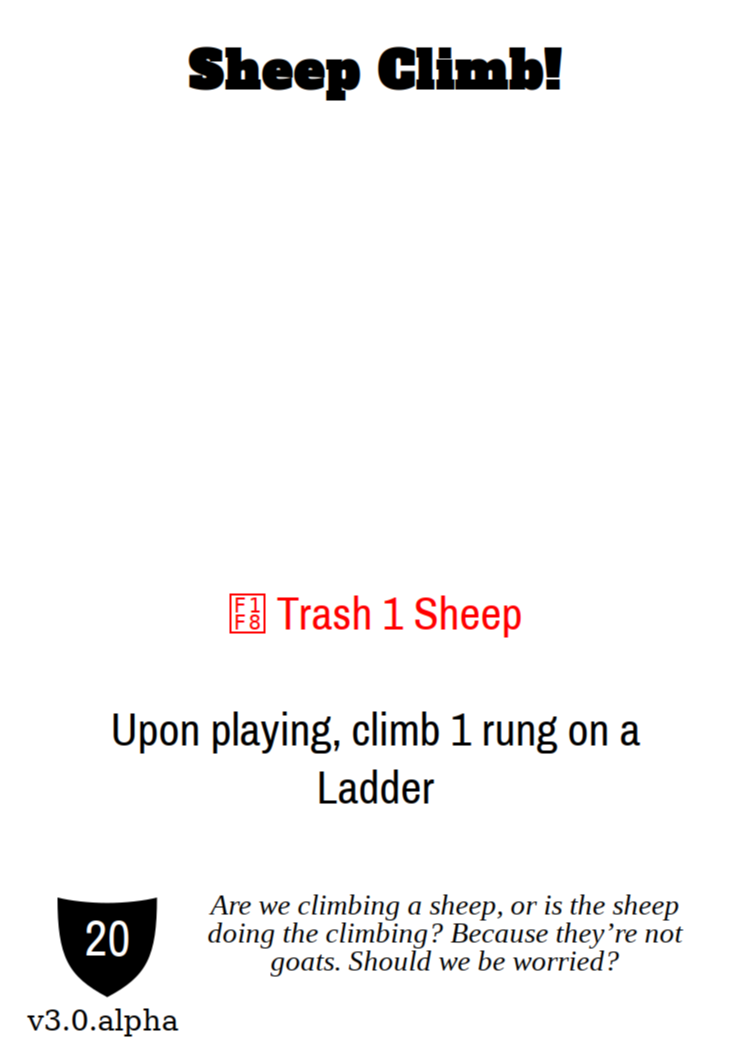 Sheep Climb!
 Trash 1 Sheep
Upon playing, climb 1 rung on a
Ladder
20
Are we climbing a sheep, or is the sheep
doing the climbing? Because they’re not
goats. Should we be worried?
v3.0.alpha